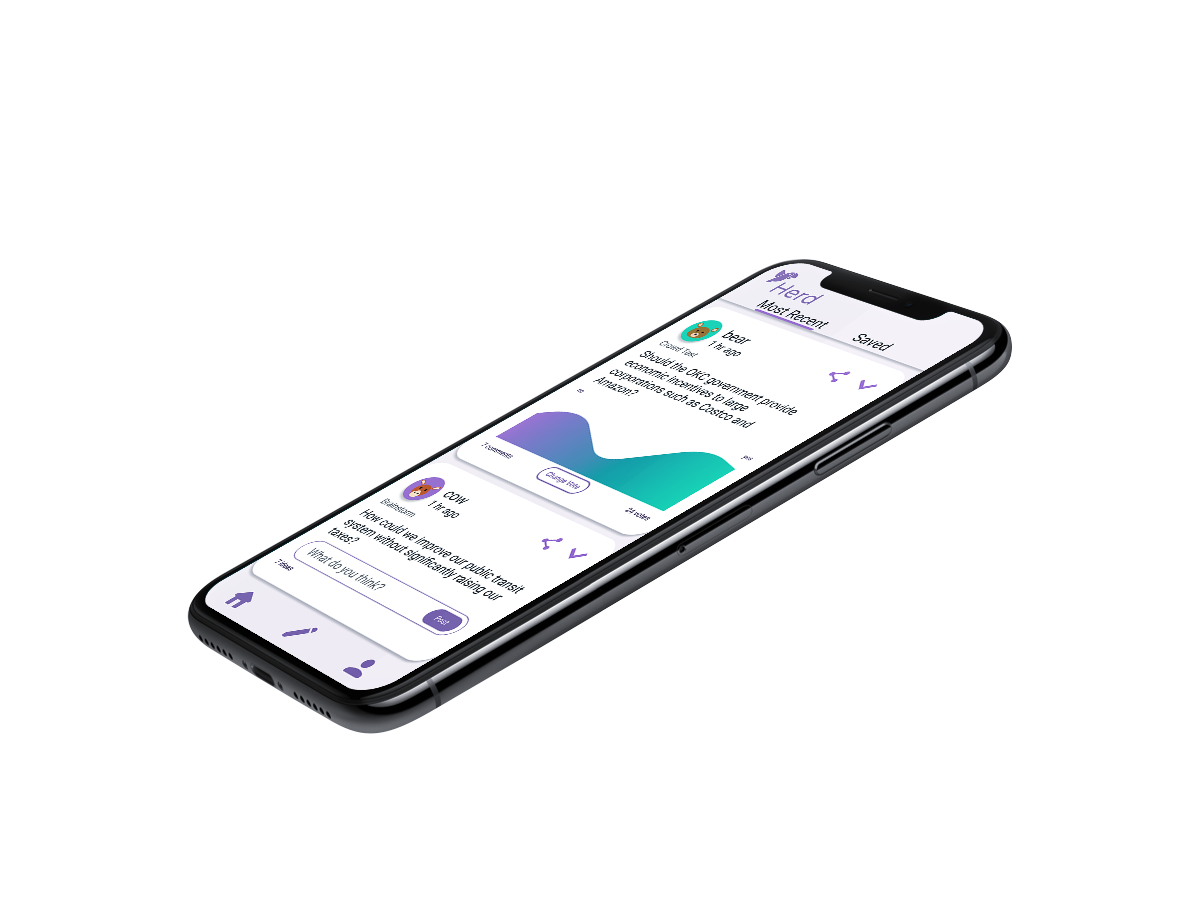 Herd
Most Recent
Saved
bear
1 hr ago
Crowd Test
Should the OKC government provide
economic incentives to large
corporations such as Costco and
Amazon?
no
yes
7 comments
Change Vote
24 votes
cow
1 hr ago
Brainstorm
How could we improve our public transit
system without significantly raising our
taxes?
What do you think?
Post
7 ideas